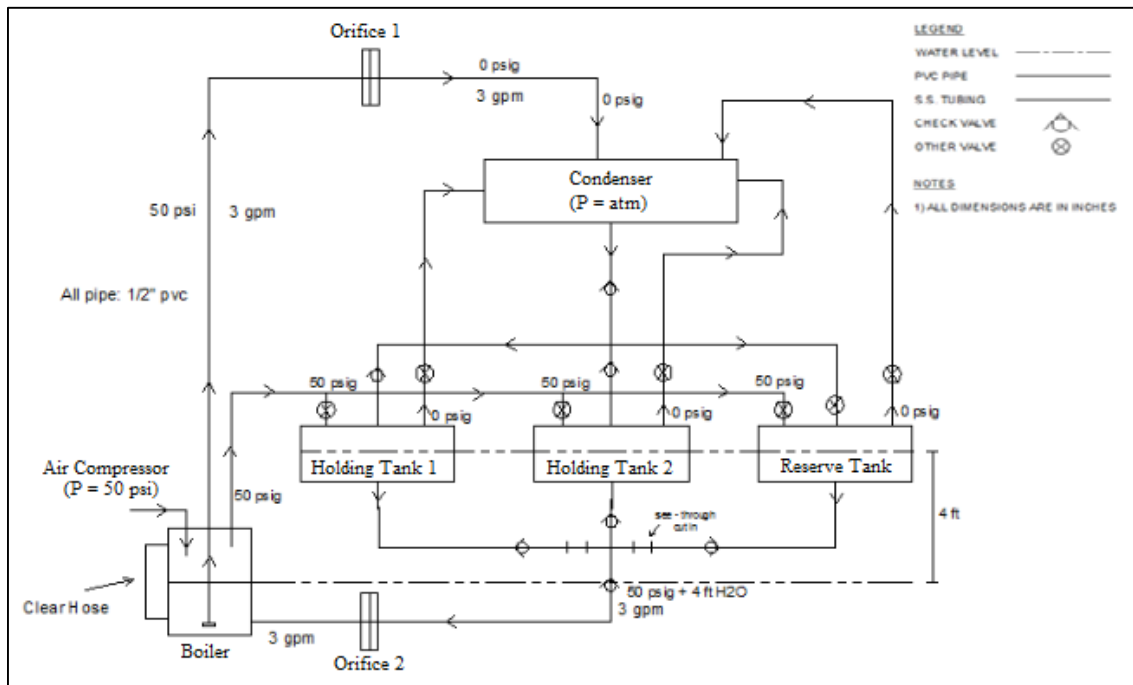 Orifice 1
0 psig
3 gpm
0 psig
LEGEND
WATER LEVEL
PVC PIPE
S.S. TUBING
CHECK VALVE
OTHER VALVE
NOTES
1) ALL DIMENSIONS ARE IN INCHES
Condenser
(P = atm)
50 psi
3 gpm
All pipe: 1/2" pvc
50 psig
50 psig
50 psig
0 psig
0 psig
0 psig
Holding Tank 1
Holding Tank 2
Reserve Tank
Air Compressor
(P = 50 psi)
50 psig
see-through
cut in
4 ft
Clear Hose
50 psig + 4 ft H2O
3 gpm
3 gpm
Boiler
Orifice 2